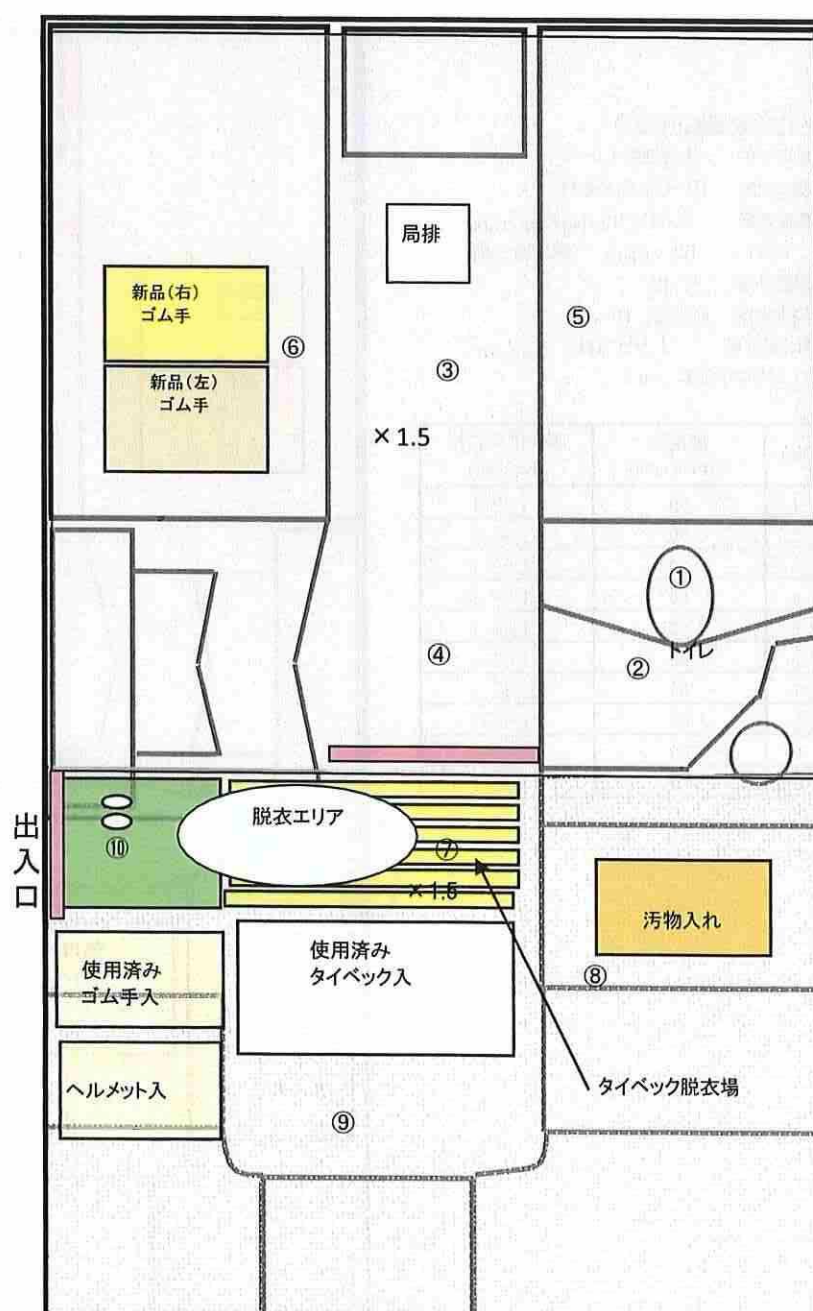 局排
新品(右)
ゴム手
⑥
⑤
③
新品(左)
ゴム手
×1.5
①
④
②
トイレ
出入口
脱衣エリア
⑩
⑦
×1.5
汚物入れ
使用済み
タイベック入
使用済み
ゴム手入
⑧
ヘルメット入
タイベック脱衣場
⑨